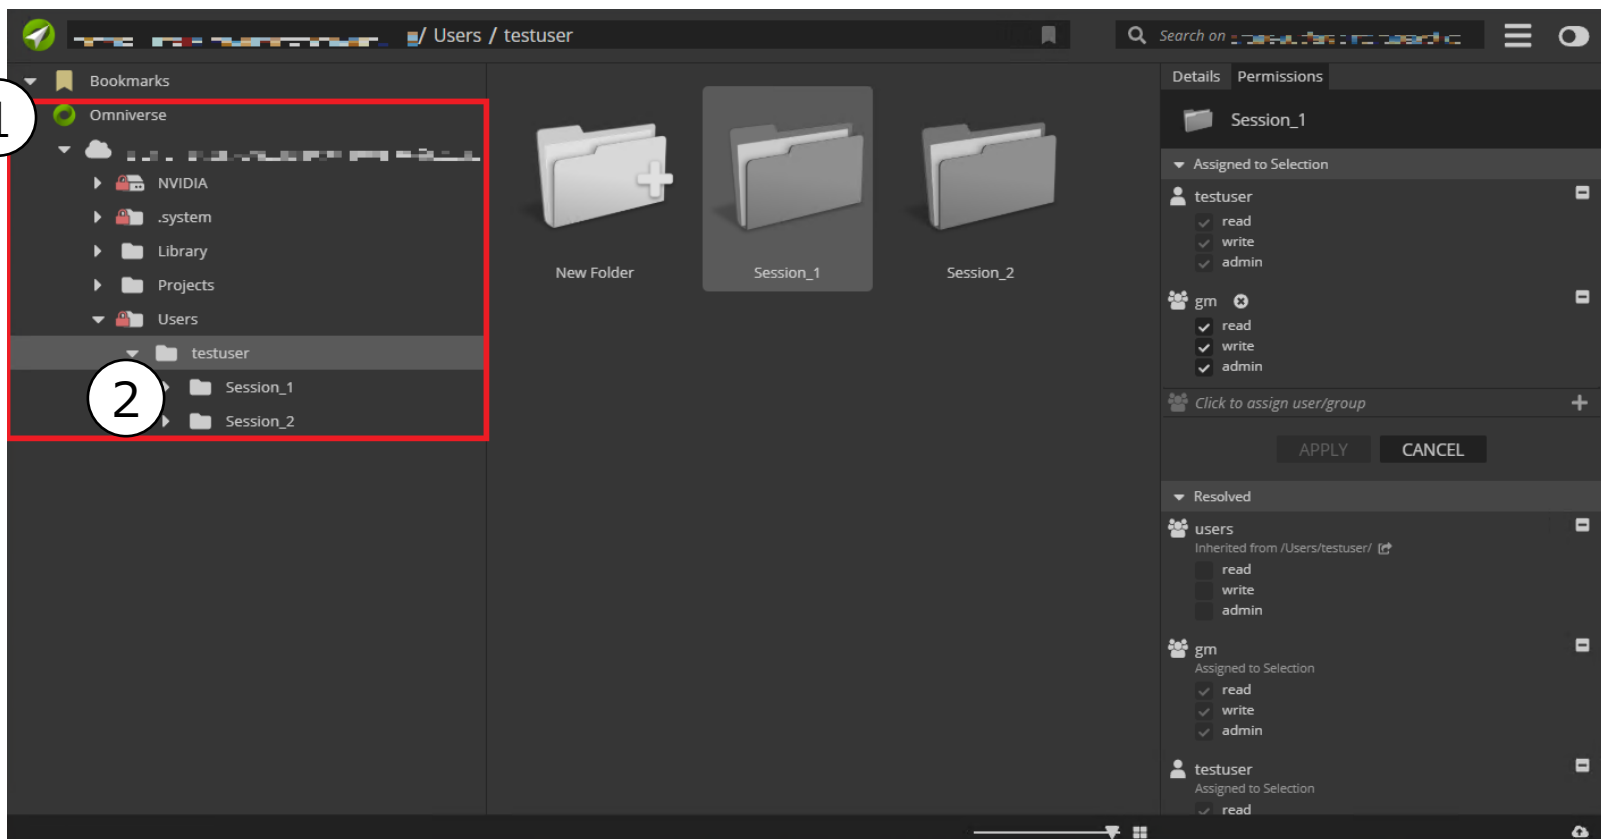 / Users / testuser
Search on
Bookmarks
1
Omniverse
NVIDIA
.system
Library
Projects
Users
testuser
2
Session_1
Session_2
New Folder
Session_1
Session_2
Details Permissions
Session_1
Assigned to Selection
testuser
read
write
admin
gm
read
write
admin
Click to assign user/group
APPLY CANCEL
Resolved
users
Inherited from /Users/testuser/
read
write
admin
gm
Assigned to Selection
read
write
admin
testuser
Assigned to Selection
read